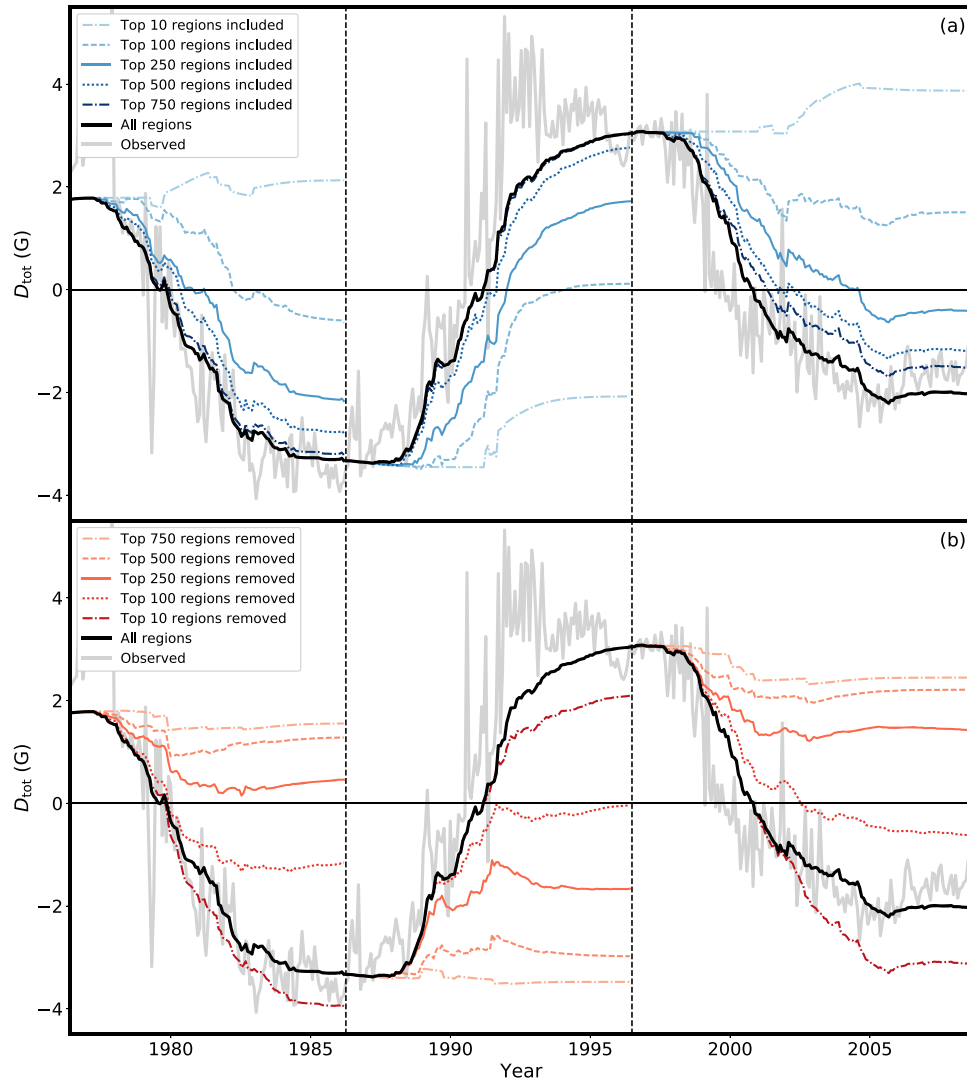 (a)
Top 10 regions included
Top 100 regions included
Top 250 regions included
Top 500 regions included
Top 750 regions included
All regions
Observed
4
2
0
−2
−4
D_tot (G)
(b)
Top 750 regions removed
Top 500 regions removed
Top 250 regions removed
Top 100 regions removed
Top 10 regions removed
All regions
Observed
4
2
0
−2
−4
D_tot (G)
1980 1985 1990 1995 2000 2005
Year